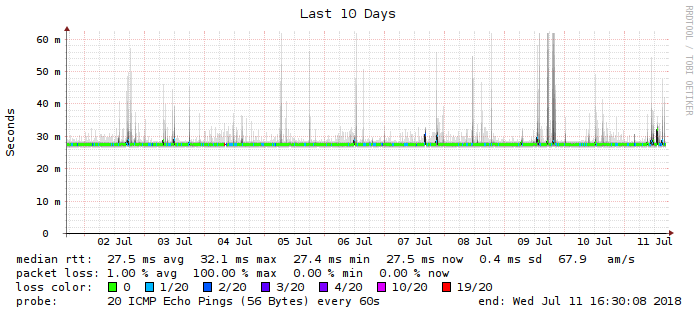 Last 10 Days
RRDTOOL / TOBI OETIKER
Seconds
60 m
50 m
40 m
30 m
20 m
10 m
0
02 Jul 03 Jul 04 Jul 05 Jul 06 Jul 07 Jul 08 Jul 09 Jul 10 Jul 11 Jul
median rtt: 27.5 ms avg 32.1 ms max 27.4 ms min 27.5 ms now 0.4 ms sd 67.9 am/s
packet loss: 1.00 % avg 100.00 % max 0.00 % min 0.00 % now
loss color: 0 1/20 2/20 3/20 4/20 10/20 19/20
probe: 20 ICMP Echo Pings (56 Bytes) every 60s end: Wed Jul 11 16:30:08 2018